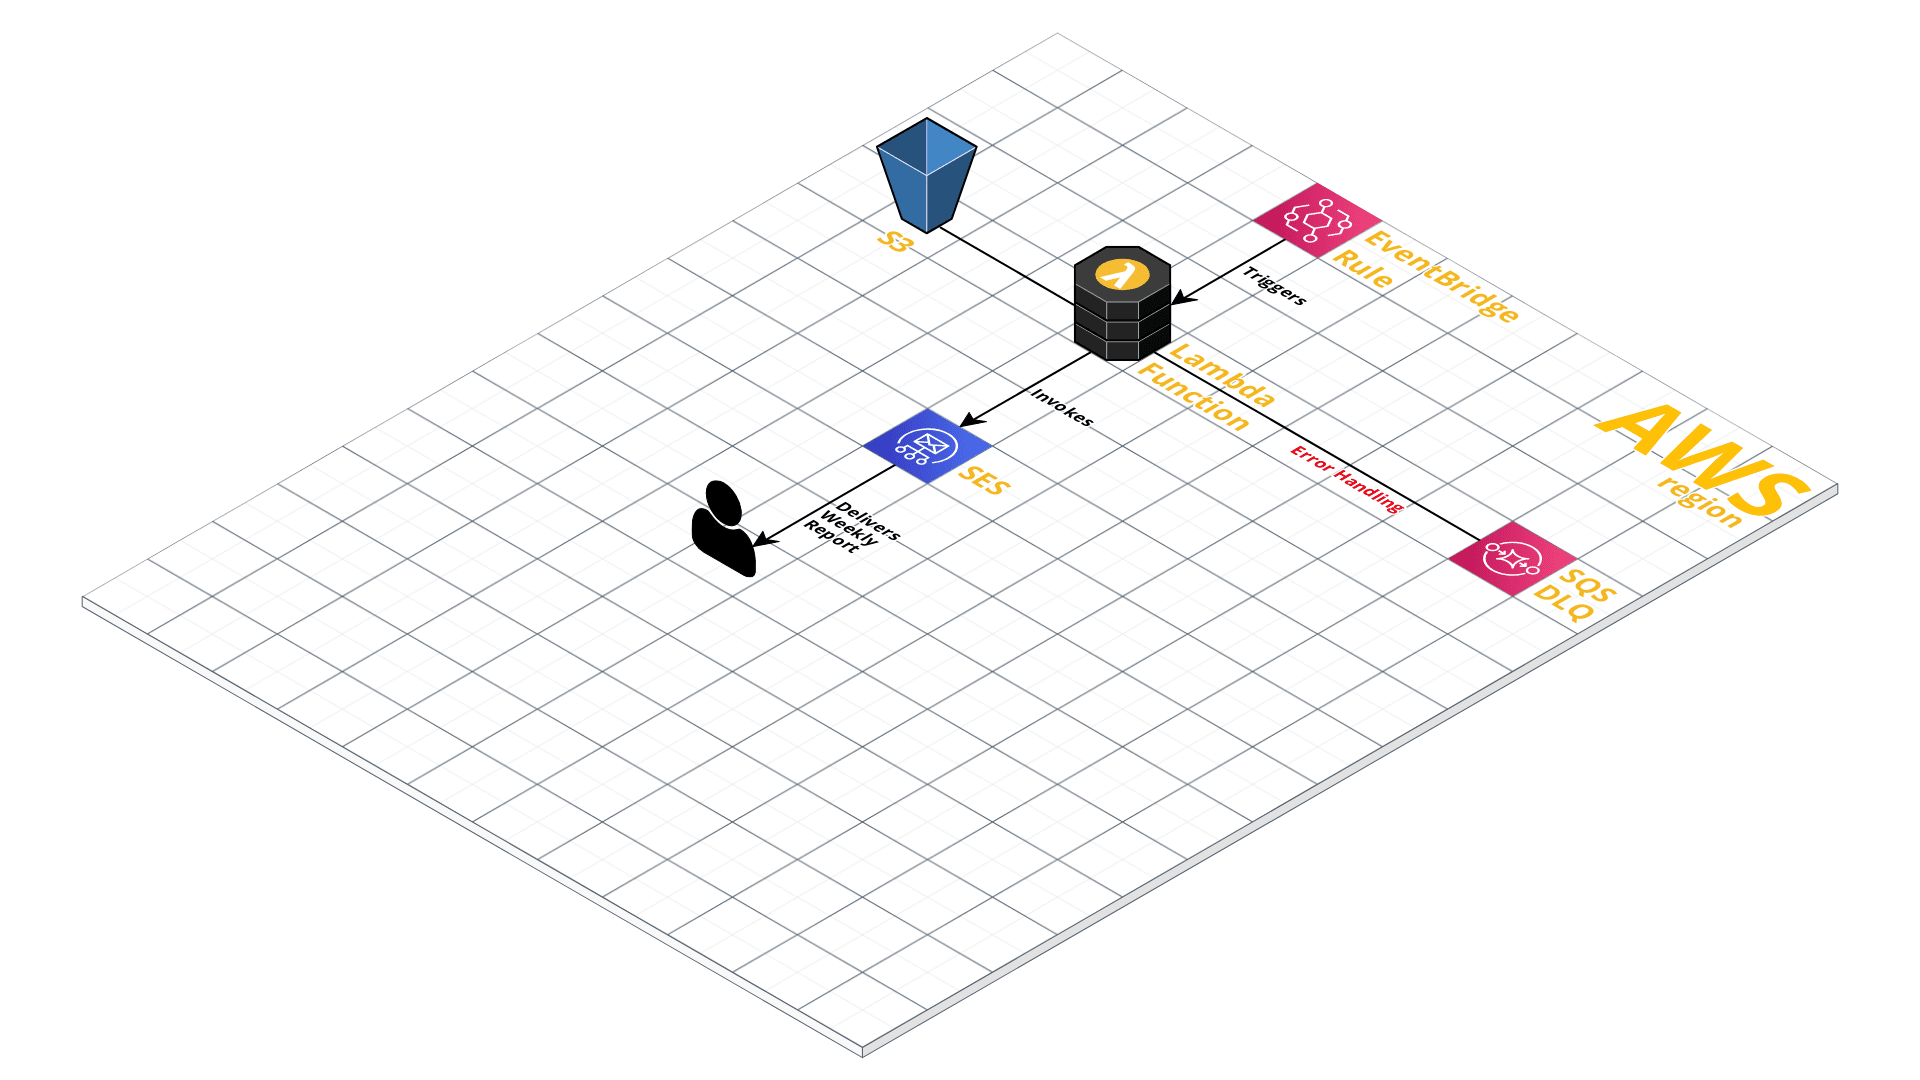 S3
EventBridge
Rule
Triggers
Lambda
Function
Invokes
SES
Delivers
Weekly
Report
Error Handling
AWS
region
SQS
DLQ